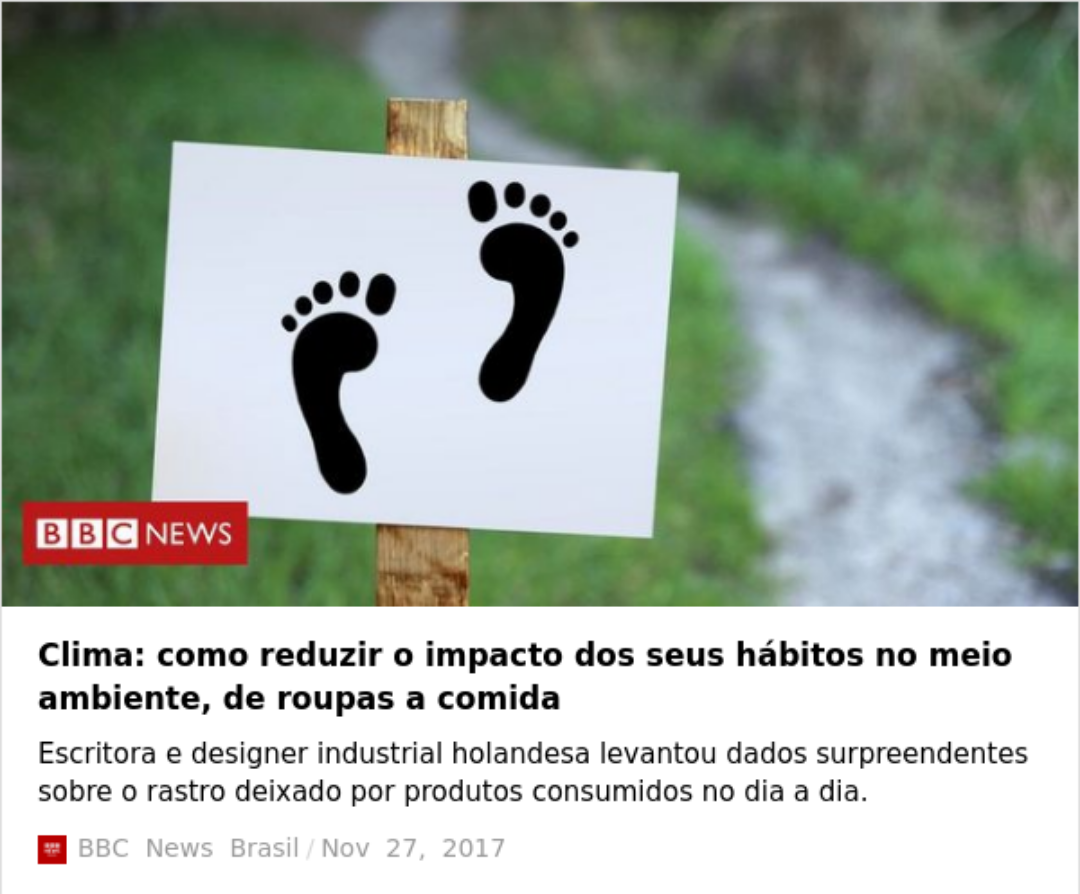 BBC NEWS
Clima: como reduzir o impacto dos seus hábitos no meio
ambiente, de roupas a comida
Escritora e designer industrial holandesa levantou dados surpreendentes
sobre o rastro deixado por produtos consumidos no dia a dia.
BBC News Brasil / Nov 27, 2017